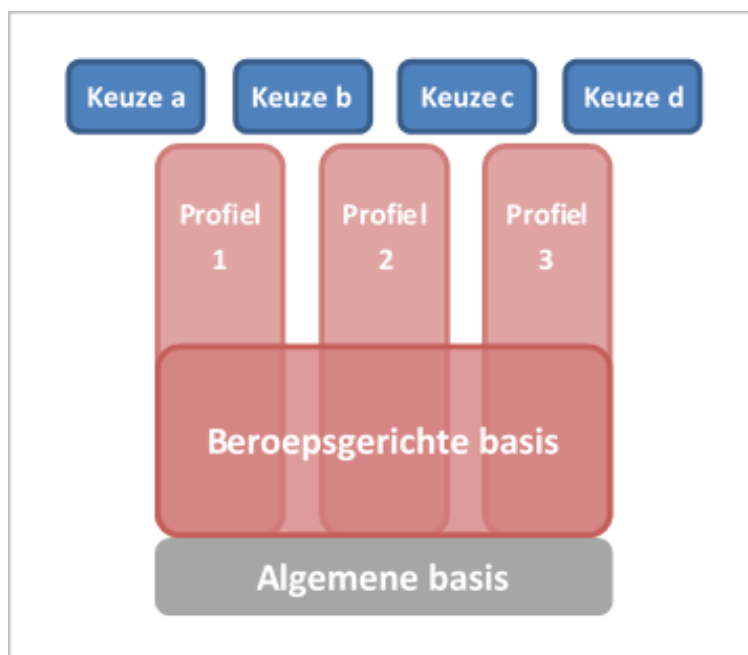 Keuze a
Keuze b
Keuze c
Keuze d
Profiel
1
Profiel
2
Profiel
3
Beroepsgerichte basis
Algemene basis